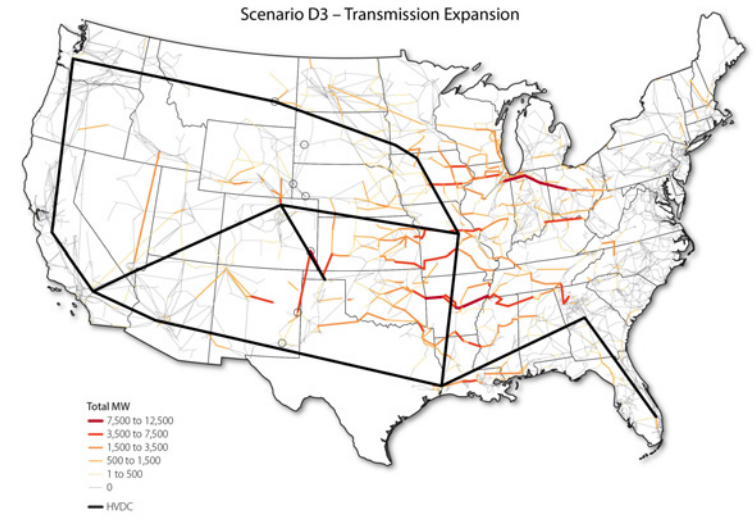 Scenario D3 – Transmission Expansion
Total MW
7,500 to 12,500
3,500 to 7,500
1,500 to 3,500
500 to 1,500
1 to 500
0
HVDC